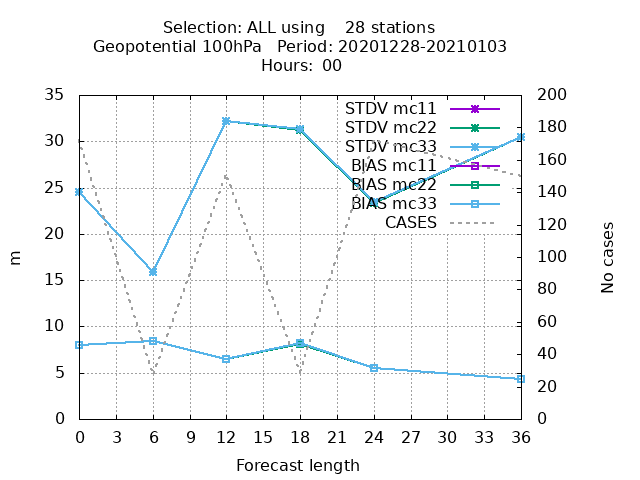 Selection: ALL using    28 stations
Geopotential 100hPa   Period: 20201228-20210103
Hours: 00
STDV mc11
STDV mc22
STDV mc33
BIAS mc11
BIAS mc22
BIAS mc33
CASES
35
30
25
20
15
10
5
0
m
200
180
160
140
120
100
80
60
40
20
0
No cases
0 3 6 9 12 15 18 21 24 27 30 33 36
Forecast length